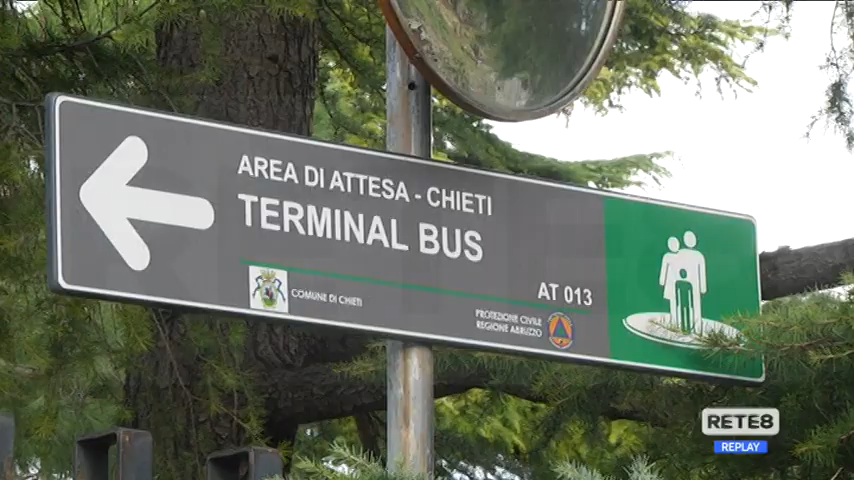 AREA DI ATTESA - CHIETI
TERMINAL BUS
AT 013
COMUNE DI CHIETI
PROTEZIONE CIVILE
REGIONE ABRUZZO
RETE8
REPLAY